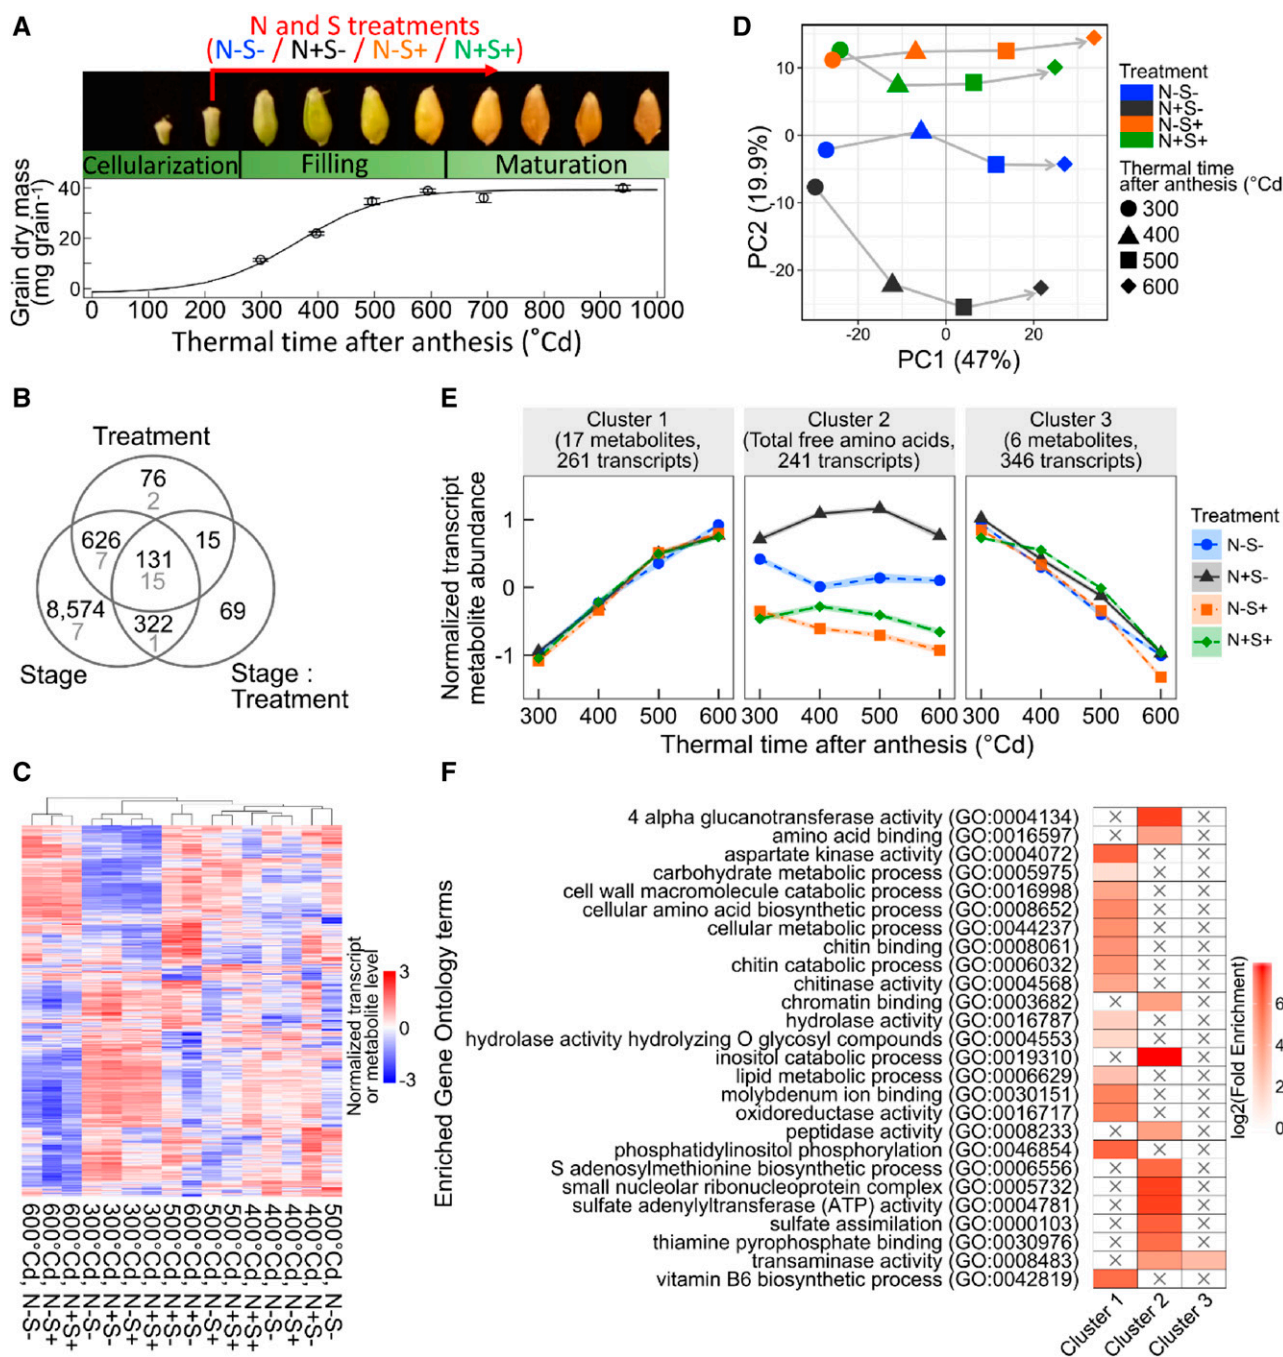 A
N and S treatments
(N-S- / N+S- / N-S+ / N+S+)
Cellularization
Filling
Maturation
Grain dry mass
(mg grain-1)
40
20
0
0 100 200 300 400 500 600 700 800 900 1000
Thermal time after anthesis (°Cd)
B
Treatment
76
2
626
7
15
131
15
8,574
7
322
1
69
Stage
Stage :
Treatment
C
Normalized transcript
or metabolite level
3
0
-3
600°Cd, N-S-
600°Cd, N-S+
600°Cd, N+S+
300°Cd, N-S-
300°Cd, N+S-
300°Cd, N-S+
300°Cd, N+S+
500°Cd, N+S-
600°Cd, N+S-
500°Cd, N-S+
500°Cd, N+S+
400°Cd, N+S+
400°Cd, N-S-
400°Cd, N-S+
400°Cd, N+S-
500°Cd, N-S-
D
PC2 (19.9%)
10
0
-10
-20
-20 0 20
PC1 (47%)
Treatment
N-S-
N+S-
N-S+
N+S+
Thermal time
after anthesis (°Cd
300
400
500
600
E
Cluster 1
(17 metabolites,
261 transcripts)
Cluster 2
(Total free amino acids,
241 transcripts)
Cluster 3
(6 metabolites,
346 transcripts)
Normalized transcript
metabolite abundance
1
0
-1
300 400 500 600
300 400 500 600
300 400 500 600
Thermal time after anthesis (°Cd)
Treatment
N-S-
N+S-
N-S+
N+S+
F
Enriched Gene Ontology terms
4 alpha glucanotransferase activity (GO:0004134)
amino acid binding (GO:0016597)
aspartate kinase activity (GO:0004072)
carbohydrate metabolic process (GO:0005975)
cell wall macromolecule catabolic process (GO:0016998)
cellular amino acid biosynthetic process (GO:0008652)
cellular metabolic process (GO:0044237)
chitin binding (GO:0008061)
chitin catabolic process (GO:0006032)
chitinase activity (GO:0004568)
chromatin binding (GO:0003682)
hydrolase activity (GO:0016787)
hydrolase activity hydrolyzing O glycosyl compounds (GO:0004553)
inositol catabolic process (GO:0019310)
lipid metabolic process (GO:0006629)
molybdenum ion binding (GO:0030151)
oxidoreductase activity (GO:0016717)
peptidase activity (GO:0008233)
phosphatidylinositol phosphorylation (GO:0046854)
S adenosylmethionine biosynthetic process (GO:0006556)
small nucleolar ribonucleoprotein complex (GO:0005732)
sulfate adenylyltransferase (ATP) activity (GO:0004781)
sulfate assimilation (GO:0000103)
thiamine pyrophosphate binding (GO:0030976)
transaminase activity (GO:0008483)
vitamin B6 biosynthetic process (GO:0042819)
Cluster 1
Cluster 2
Cluster 3
log2(Fold Enrichment)
6
4
2
0